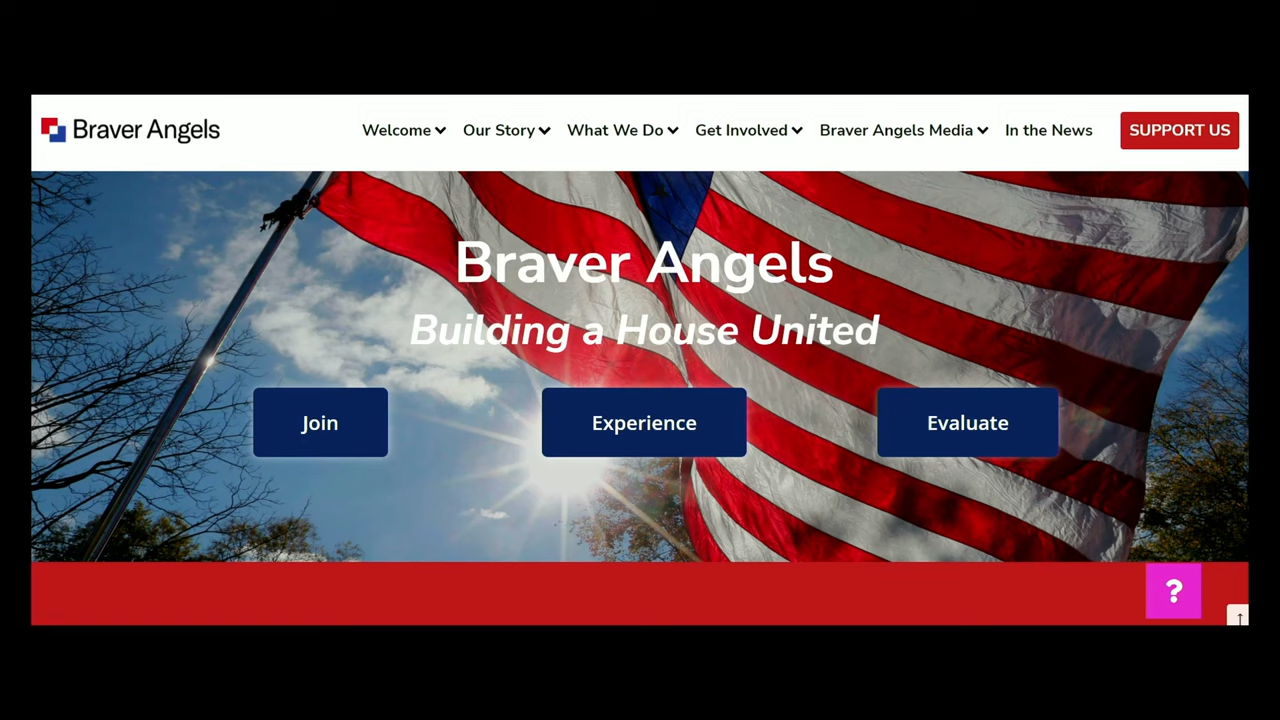 Braver Angels
Welcome Our Story What We Do Get Involved Braver Angels Media In the News SUPPORT US
Braver Angels
Building a House United
Join Experience Evaluate
?
↑